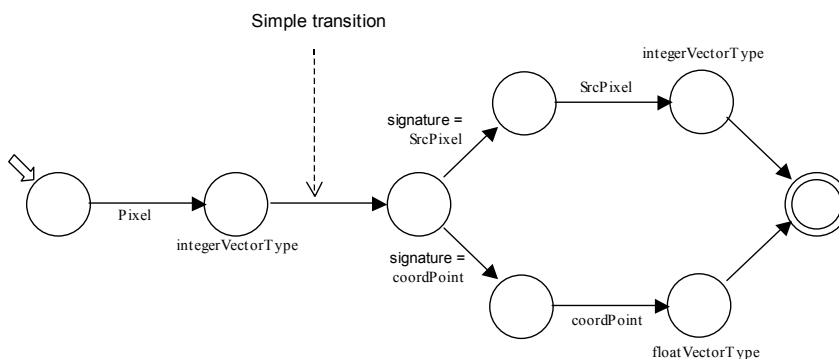 Simple transition
integerVectorType
SrcPixel
signature =
SrcPixel
Pixel
integerVectorType
signature =
coordPoint
coordPoint
floatVectorType